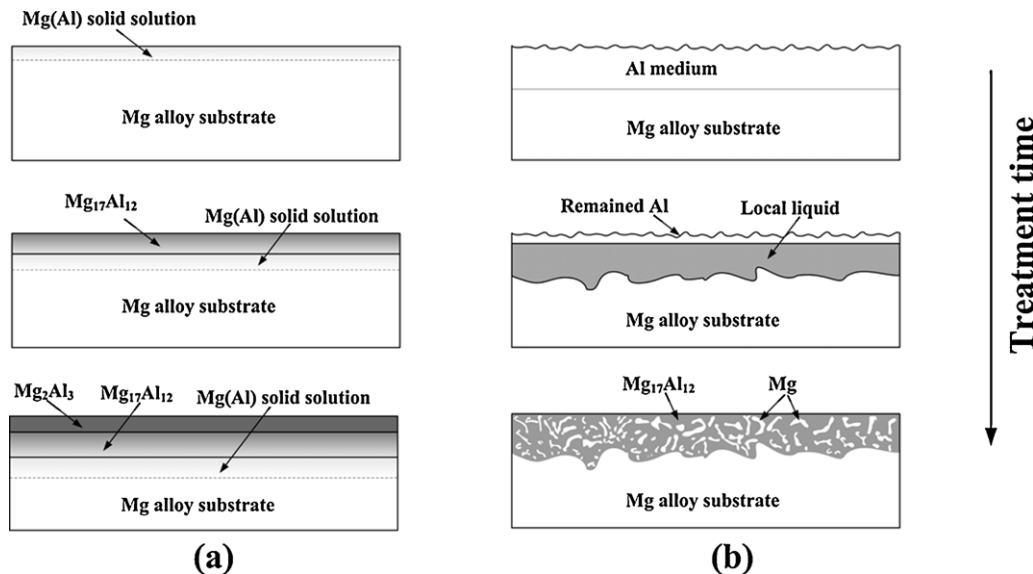 Mg(Al) solid solution
Mg alloy substrate
Mg₁₇Al₁₂
Mg(Al) solid solution
Mg alloy substrate
Mg₂Al₃
Mg₁₇Al₁₂
Mg(Al) solid solution
Mg alloy substrate
(a)
Al medium
Mg alloy substrate
Remained Al
Local liquid
Mg alloy substrate
Mg₁₇Al₁₂
Mg
Mg alloy substrate
(b)
Treatment time